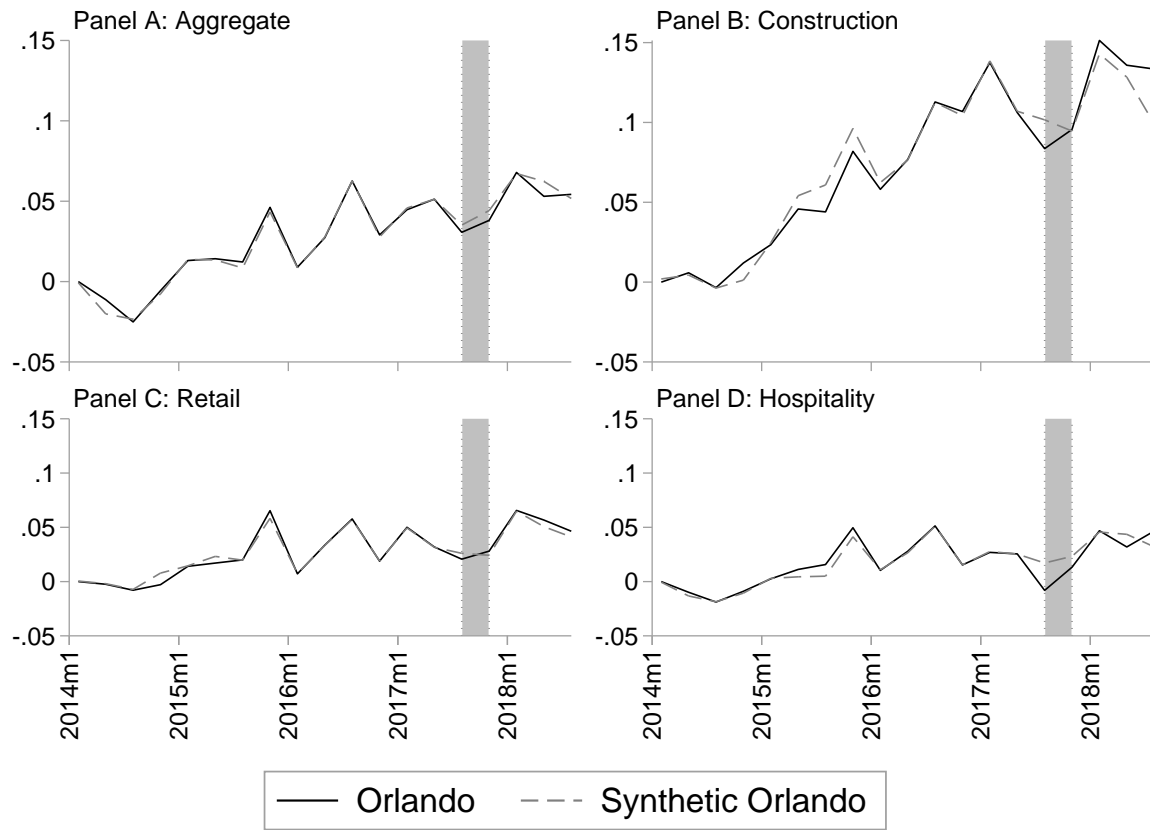 Panel A: Aggregate
.15
.1
.05
0
-.05
2014m1
2015m1
2016m1
2017m1
2018m1
Panel B: Construction
.15
.1
.05
0
-.05
2014m1
2015m1
2016m1
2017m1
2018m1
Panel C: Retail
.15
.1
.05
0
-.05
Panel D: Hospitality
.15
.1
.05
0
-.05
Orlando
Synthetic Orlando